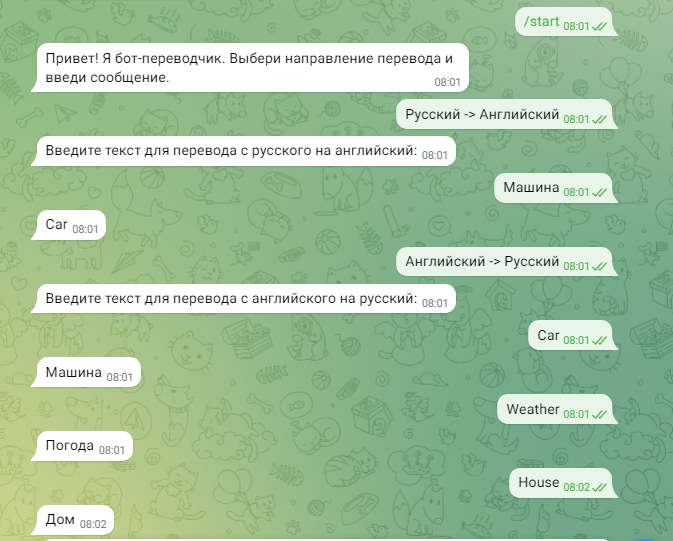 /start 08:01
Привет! Я бот-переводчик. Выбери направление перевода и
введи сообщение. 08:01
Русский -> Английский 08:01
Введите текст для перевода с русского на английский: 08:01
Машина 08:01
Car 08:01
Английский -> Русский 08:01
Введите текст для перевода с английского на русский: 08:01
Car 08:01
Машина 08:01
Weather 08:01
Погода 08:01
House 08:02
Дом 08:02